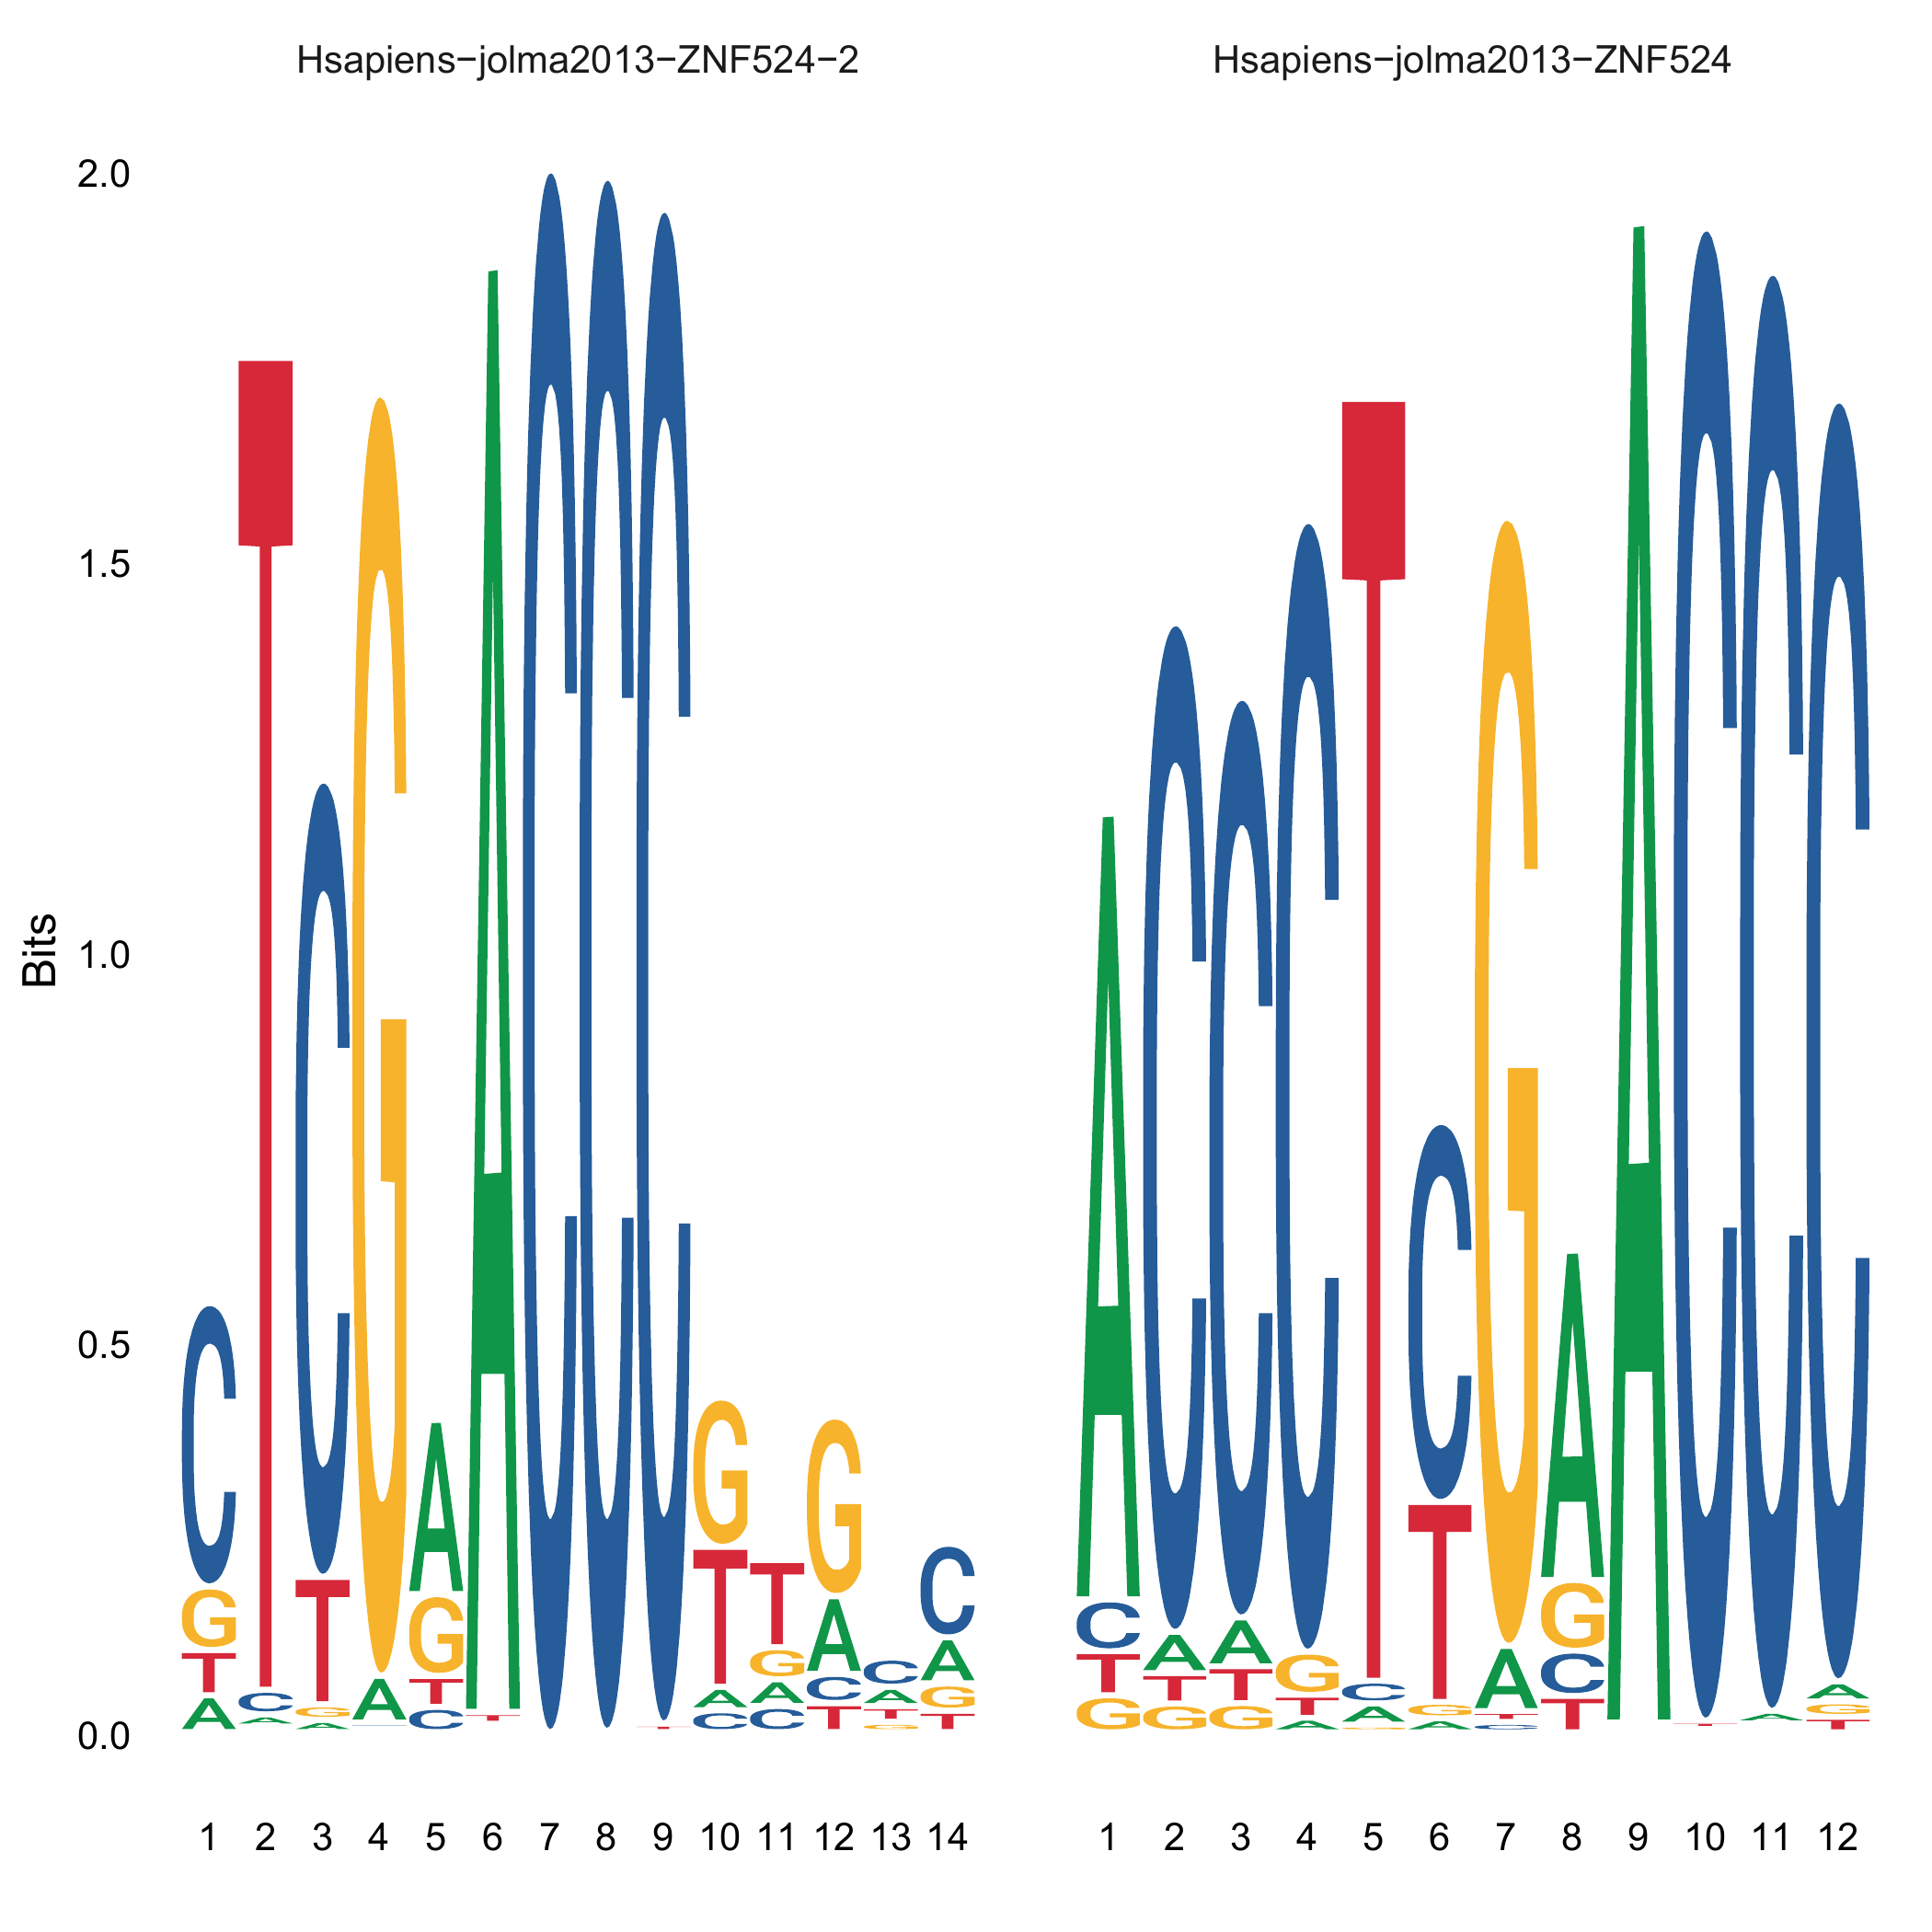 Hsapiens−jolma2013−ZNF524−2 Hsapiens−jolma2013−ZNF524
2.0
1.5
1.0
0.5
0.0
Bits
C T C G A A C C C G T G C C
G C T A G T T T G A A A
T A G T A A C T G
A A C C C T G T
A C C C T C G A A C C C
C A A G C T A G T A A
T T T T A G T C G
G G G A G A C T T
1 2 3 4 5 6 7 8 9 10 11 12 13 14
1 2 3 4 5 6 7 8 9 10 11 12